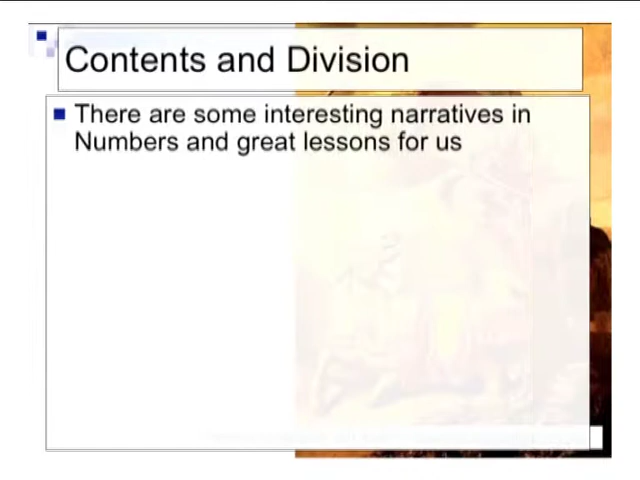 Contents and Division
There are some interesting narratives in
Numbers and great lessons for us